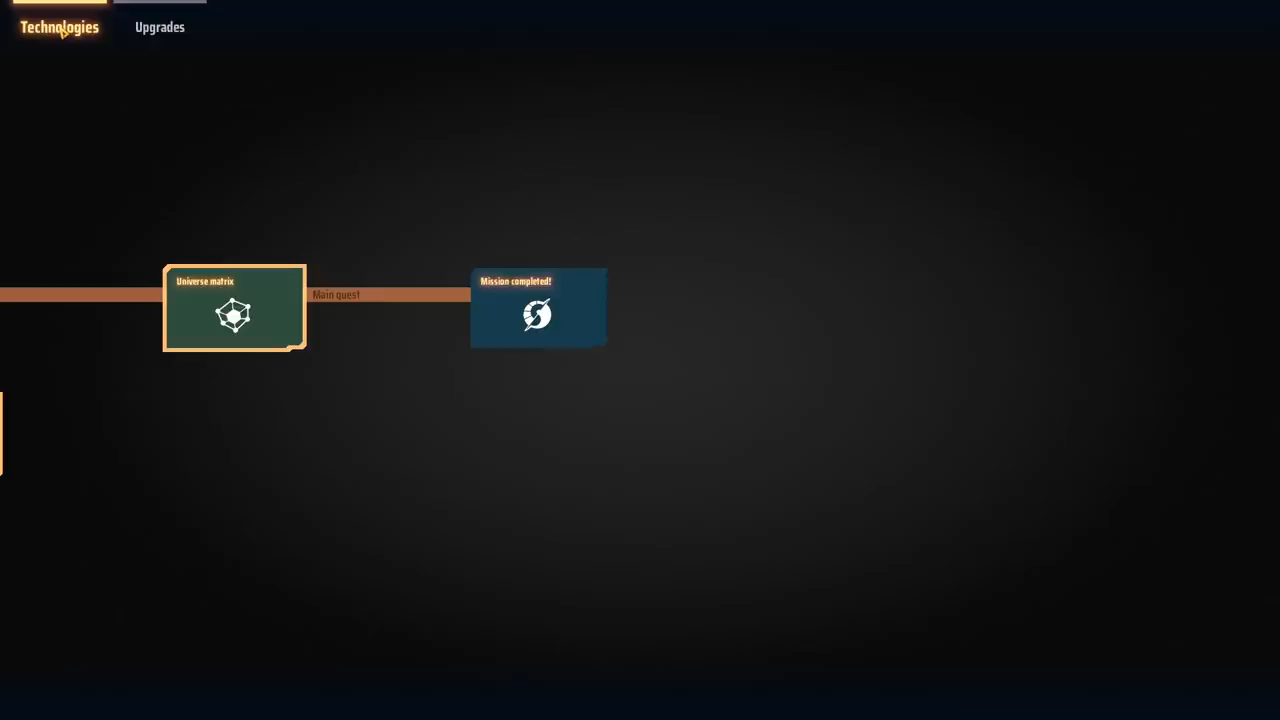 Technologies
Upgrades
Universe matrix
Main quest
Mission completed!